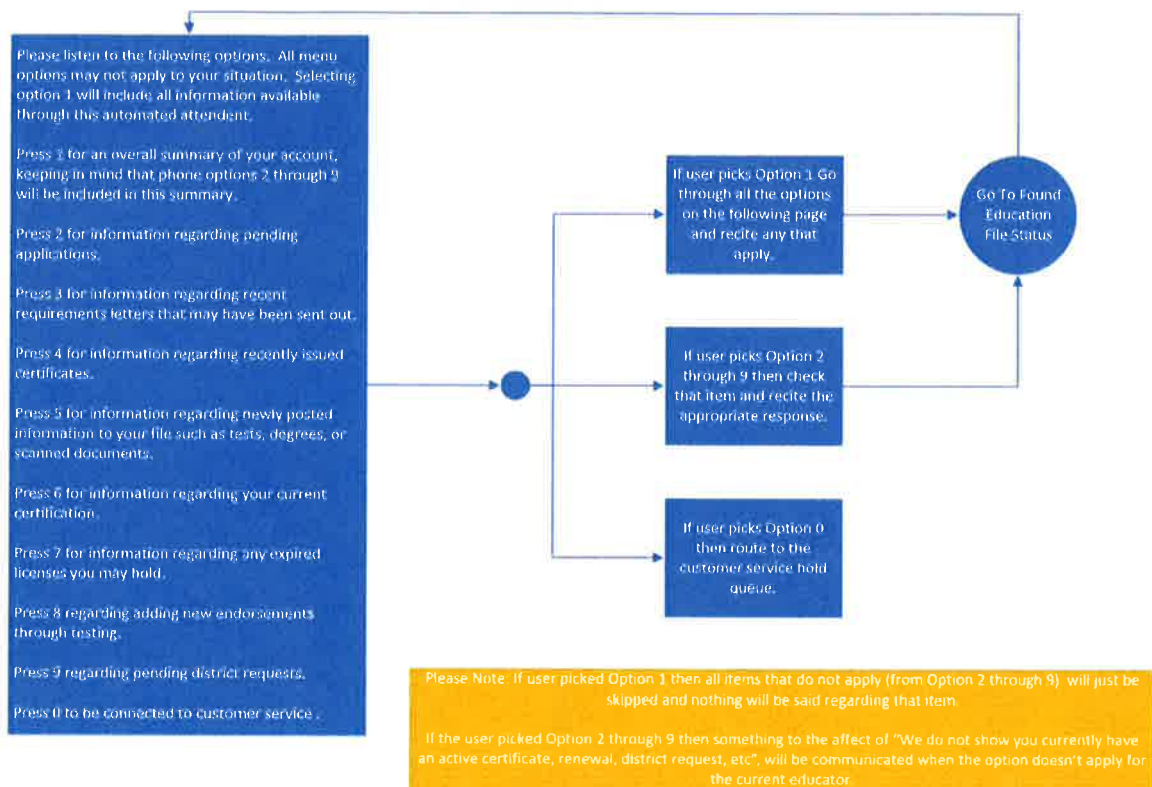 Please listen to the following options.  All menu
options may not apply to your situation.  Selecting
option 1 will include all information available
through this automated attendent.
Press 1 for an overall summary of your account,
keeping in mind that phone options 2 through 9
will be included in this summary.
Press 2 for information regarding pending
applications.
Press 3 for information regarding recent
requirements letters that may have been sent out.
Press 4 for information regarding recently issued
certificates.
Press 5 for information regarding newly posted
information to your file such as tests, degrees, or
scanned documents.
Press 6 for information regarding your current
certification.
Press 7 for information regarding any expired
licenses you may hold.
Press 8 regarding adding new endorsements
through testing.
Press 9 regarding pending district requests.
Press 0 to be connected to customer service .
If user picks Option 1 Go
through all the options
on the following page
and recite any that
apply.
Go To Found
Education
File Status
If user picks Option 2
through 9 then check
that item and recite the
appropriate response.
If user picks Option 0
then route to the
customer service hold
queue.
Please Note: If user picked Option 1 then all items that do not apply (from Option 2 through 9)  will just be
skipped and nothing will be said regarding that item.
If the user picked Option 2 through 9 then something to the affect of "We do not show you currently have
an active certificate, renewal, district request, etc", will be communicated when the option doesn't apply for
the current educator.